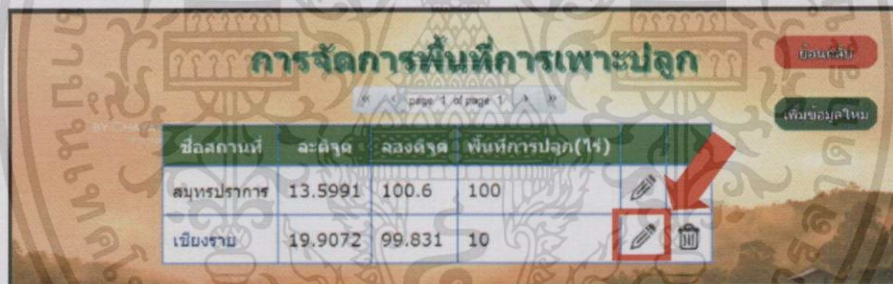 การจัดการพื้นที่การเพาะปลูก
ย้อนกลับ
page 1 of page 1
เพิ่มข้อมูลใหม่
ชื่อสถานที่ ละติจูด ลองติจูด พื้นที่การปลูก(ไร่)
สมุทรปราการ 13.5991 100.6 100
เชียงราย 19.9072 99.831 10